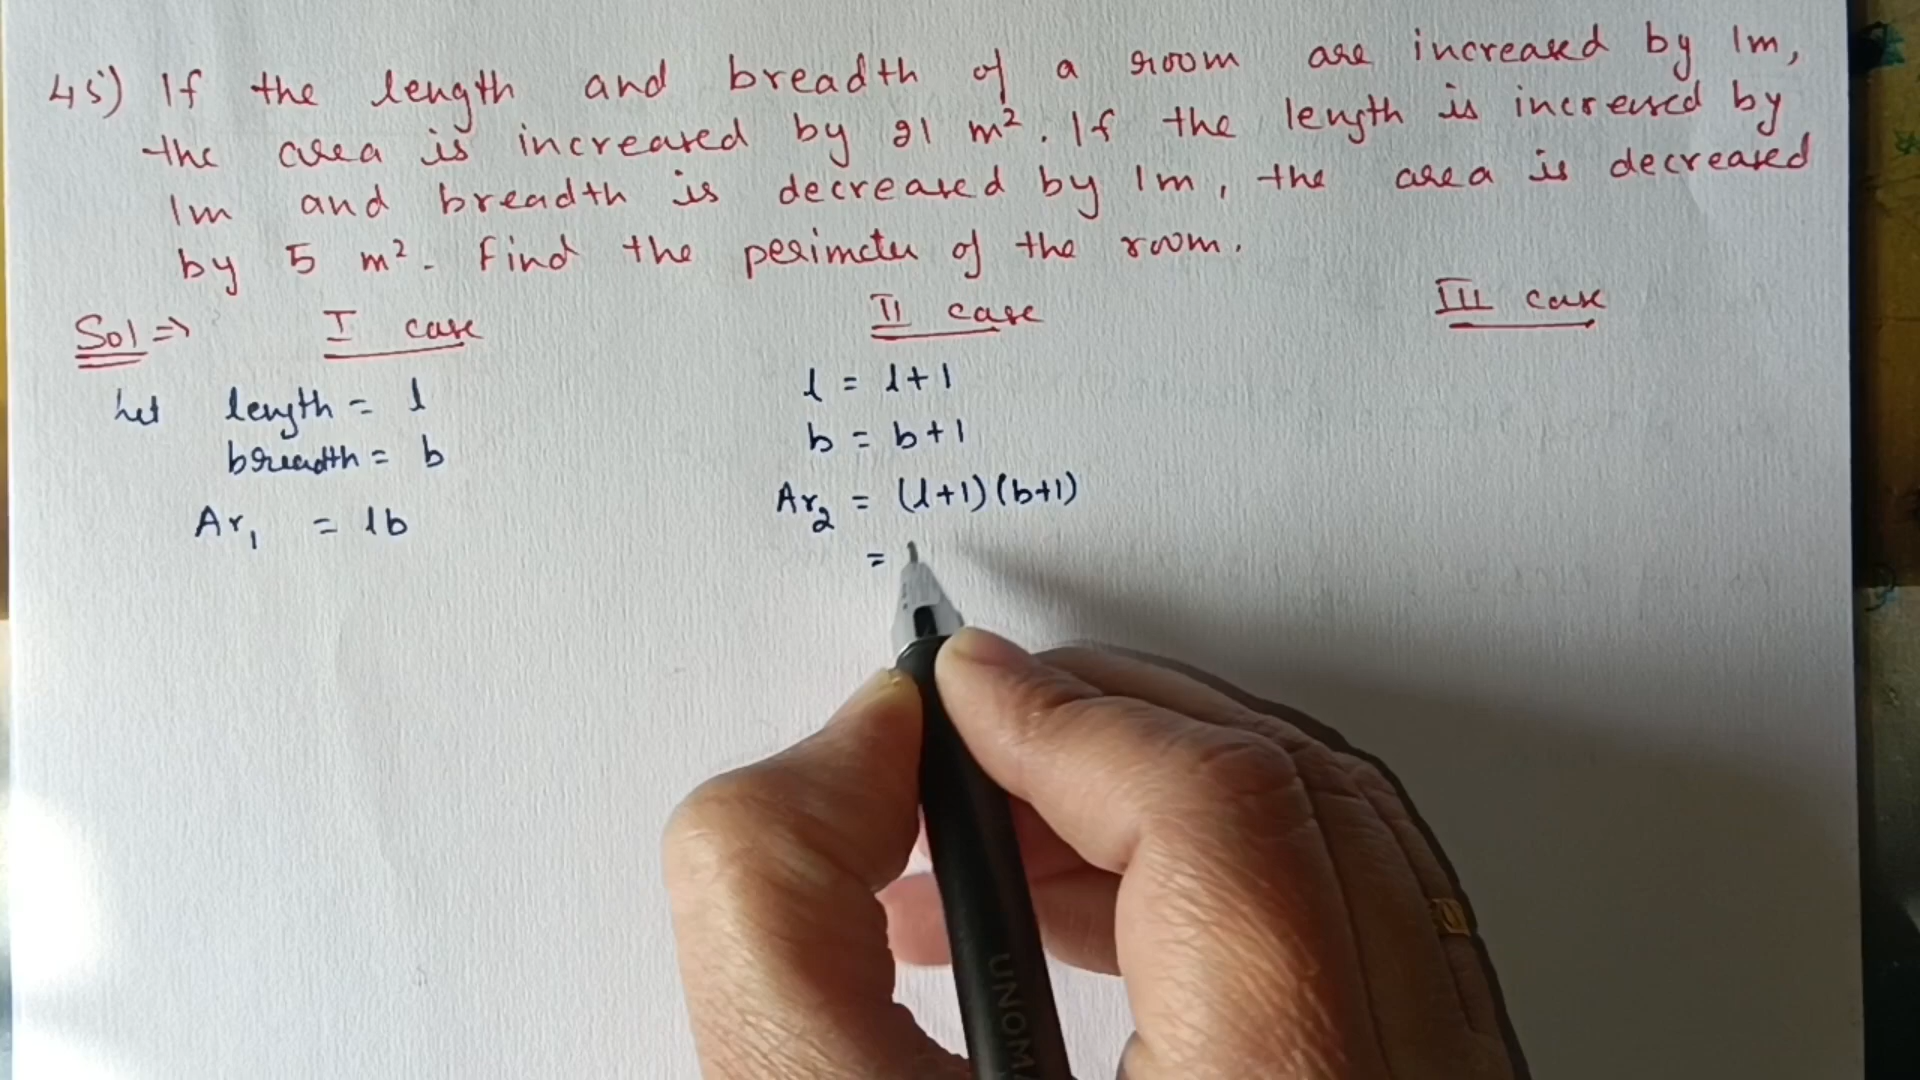 45) If the length and breadth of a room are increased by 1m,
the area is increased by 21 m². If the length is increased by
1m and breadth is decreased by 1m, the area is decreased
by 5 m². Find the perimeter of the room.
Sol => I case II case III case
let length = l
breadth = b
Ar₁ = lb
l = l+1
b = b+1
Ar₂ = (l+1)(b+1)
=
UNOM